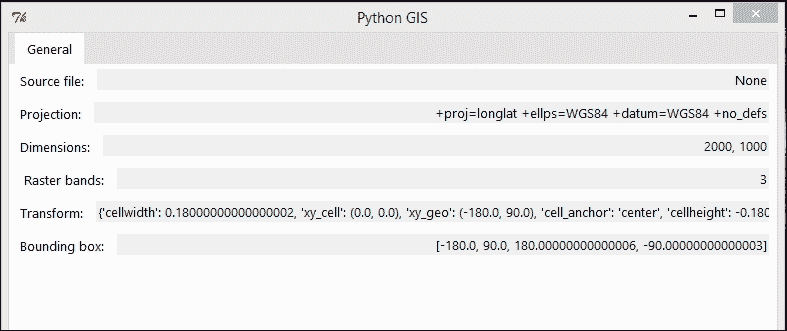 Python GIS
General
Source file: None
Projection: +proj=longlat +ellps=WGS84 +datum=WGS84 +no_defs
Dimensions: 2000, 1000
Raster bands: 3
Transform: {'cellwidth': 0.18000000000000002, 'xy_cell': (0.0, 0.0), 'xy_geo': (-180.0, 90.0), 'cell_anchor': 'center', 'cellheight': -0.180
Bounding box: [-180.0, 90.0, 180.00000000000006, -90.00000000000003]